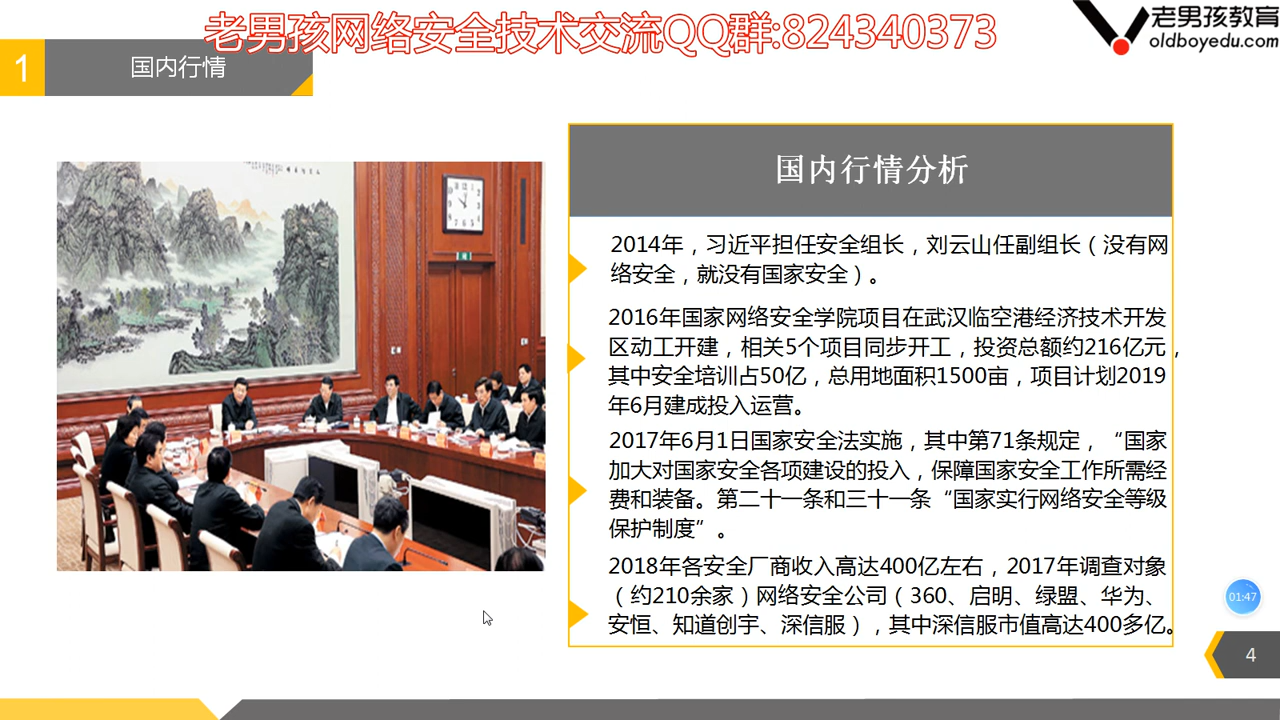 老男孩网络安全技术交流QQ群:824340373
老男孩教育
oldboyedu.com
1
国内行情
国内行情分析
2014年，习近平担任安全组长，刘云山任副组长（没有网
络安全，就没有国家安全）。
2016年国家网络安全学院项目在武汉临空港经济技术开发
区动工开建，相关5个项目同步开工，投资总额约216亿元，
其中安全培训占50亿，总用地面积1500亩，项目计划2019
年6月建成投入运营。
2017年6月1日国家安全法实施，其中第71条规定，“国家
加大对国家安全各项建设的投入，保障国家安全工作所需经
费和装备。第二十一条和三十一条“国家实行网络安全等级
保护制度”。
2018年各安全厂商收入高达400亿左右，2017年调查对象
（约210余家）网络安全公司（360、启明、绿盟、华为、
安恒、知道创宇、深信服），其中深信服市值高达400多亿。
01:47
4